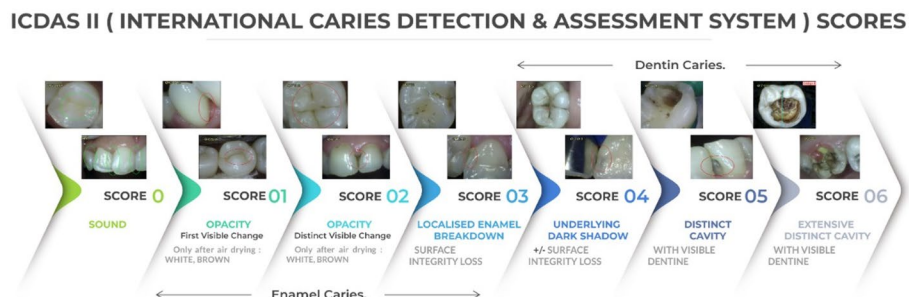 ICDAS II ( INTERNATIONAL CARIES DETECTION & ASSESSMENT SYSTEM ) SCORES
Dentin Caries.
SCORE 0
SOUND
SCORE 01
OPACITY
First Visible Change
Only after air drying :
WHITE, BROWN
SCORE 02
OPACITY
Distinct Visible Change
Only after air drying :
WHITE, BROWN
SCORE 03
LOCALISED ENAMEL
BREAKDOWN
SURFACE
INTEGRITY LOSS
SCORE 04
UNDERLYING
DARK SHADOW
+/- SURFACE
INTEGRITY LOSS
SCORE 05
DISTINCT
CAVITY
WITH VISIBLE
DENTINE
SCORE 06
EXTENSIVE
DISTINCT CAVITY
WITH VISIBLE
DENTINE
Enamel Caries.